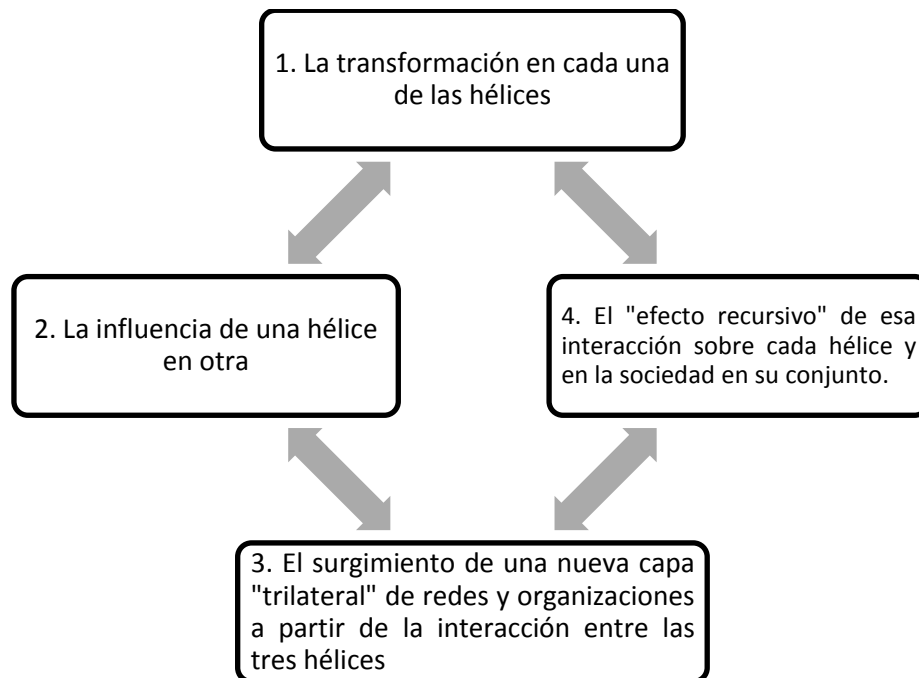 1. La transformación en cada una
de las hélices
2. La influencia de una hélice
en otra
4. El "efecto recursivo" de esa
interacción sobre cada hélice y
en la sociedad en su conjunto.
3. El surgimiento de una nueva capa
"trilateral" de redes y organizaciones
a partir de la interacción entre las
tres hélices